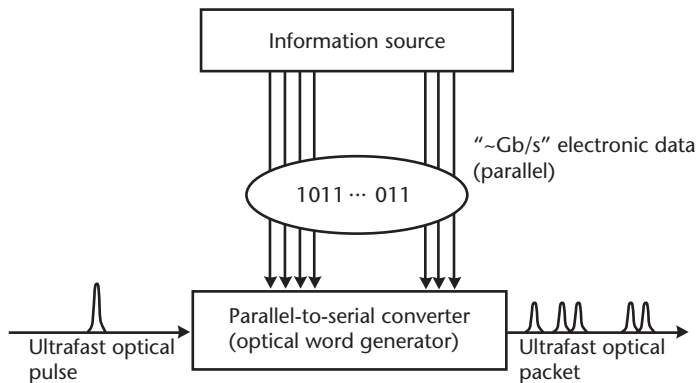 Information source
“~Gb/s” electronic data
(parallel)
1011 ··· 011
Parallel-to-serial converter
(optical word generator)
Ultrafast optical
pulse
Ultrafast optical
packet